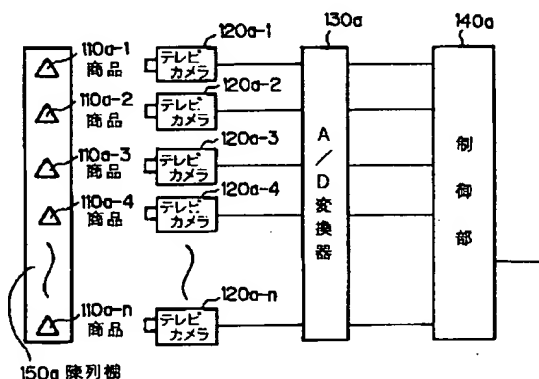 120a-1
130a
140a
110a-1
商品
テレビ
カメラ
120a-2
110a-2
商品
テレビ
カメラ
120a-3
110a-3
商品
テレビ
カメラ
120a-4
110a-4
商品
テレビ
カメラ
A/D変換器
制御部
120a-n
110a-n
商品
テレビ
カメラ
150a 陳列棚